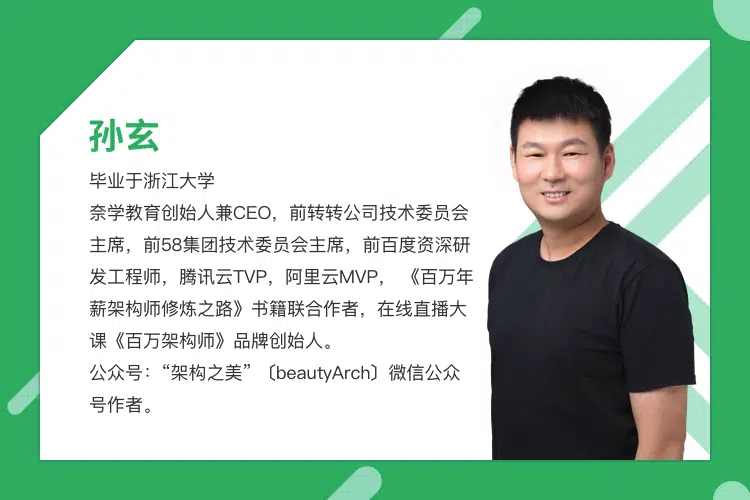 孙玄
毕业于浙江大学
奈学教育创始人兼CEO，前转转公司技术委员会
主席，前58集团技术委员会主席，前百度资深研
发工程师，腾讯云TVP，阿里云MVP， 《百万年
薪架构师修炼之路》书籍联合作者，在线直播大
课《百万架构师》品牌创始人。
公众号：“架构之美”〔beautyArch〕微信公众
号作者。